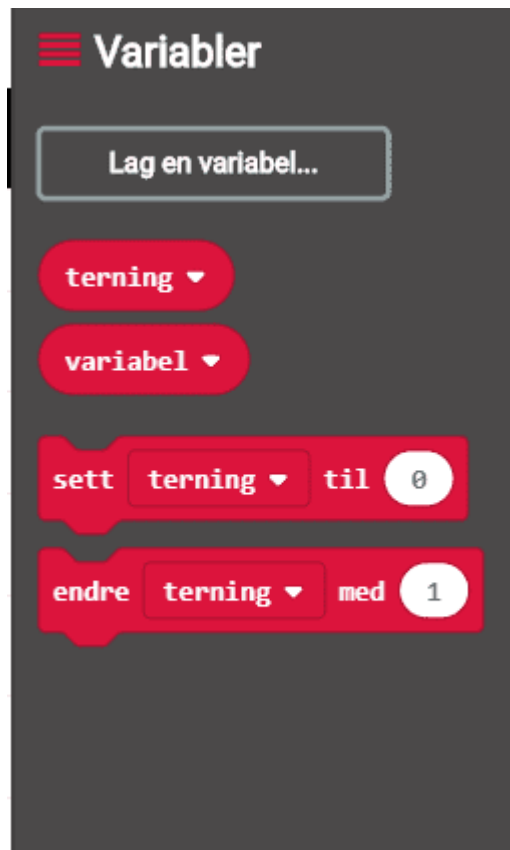 Variabler
Lag en variabel...
terning
variabel
sett terning til 0
endre terning med 1